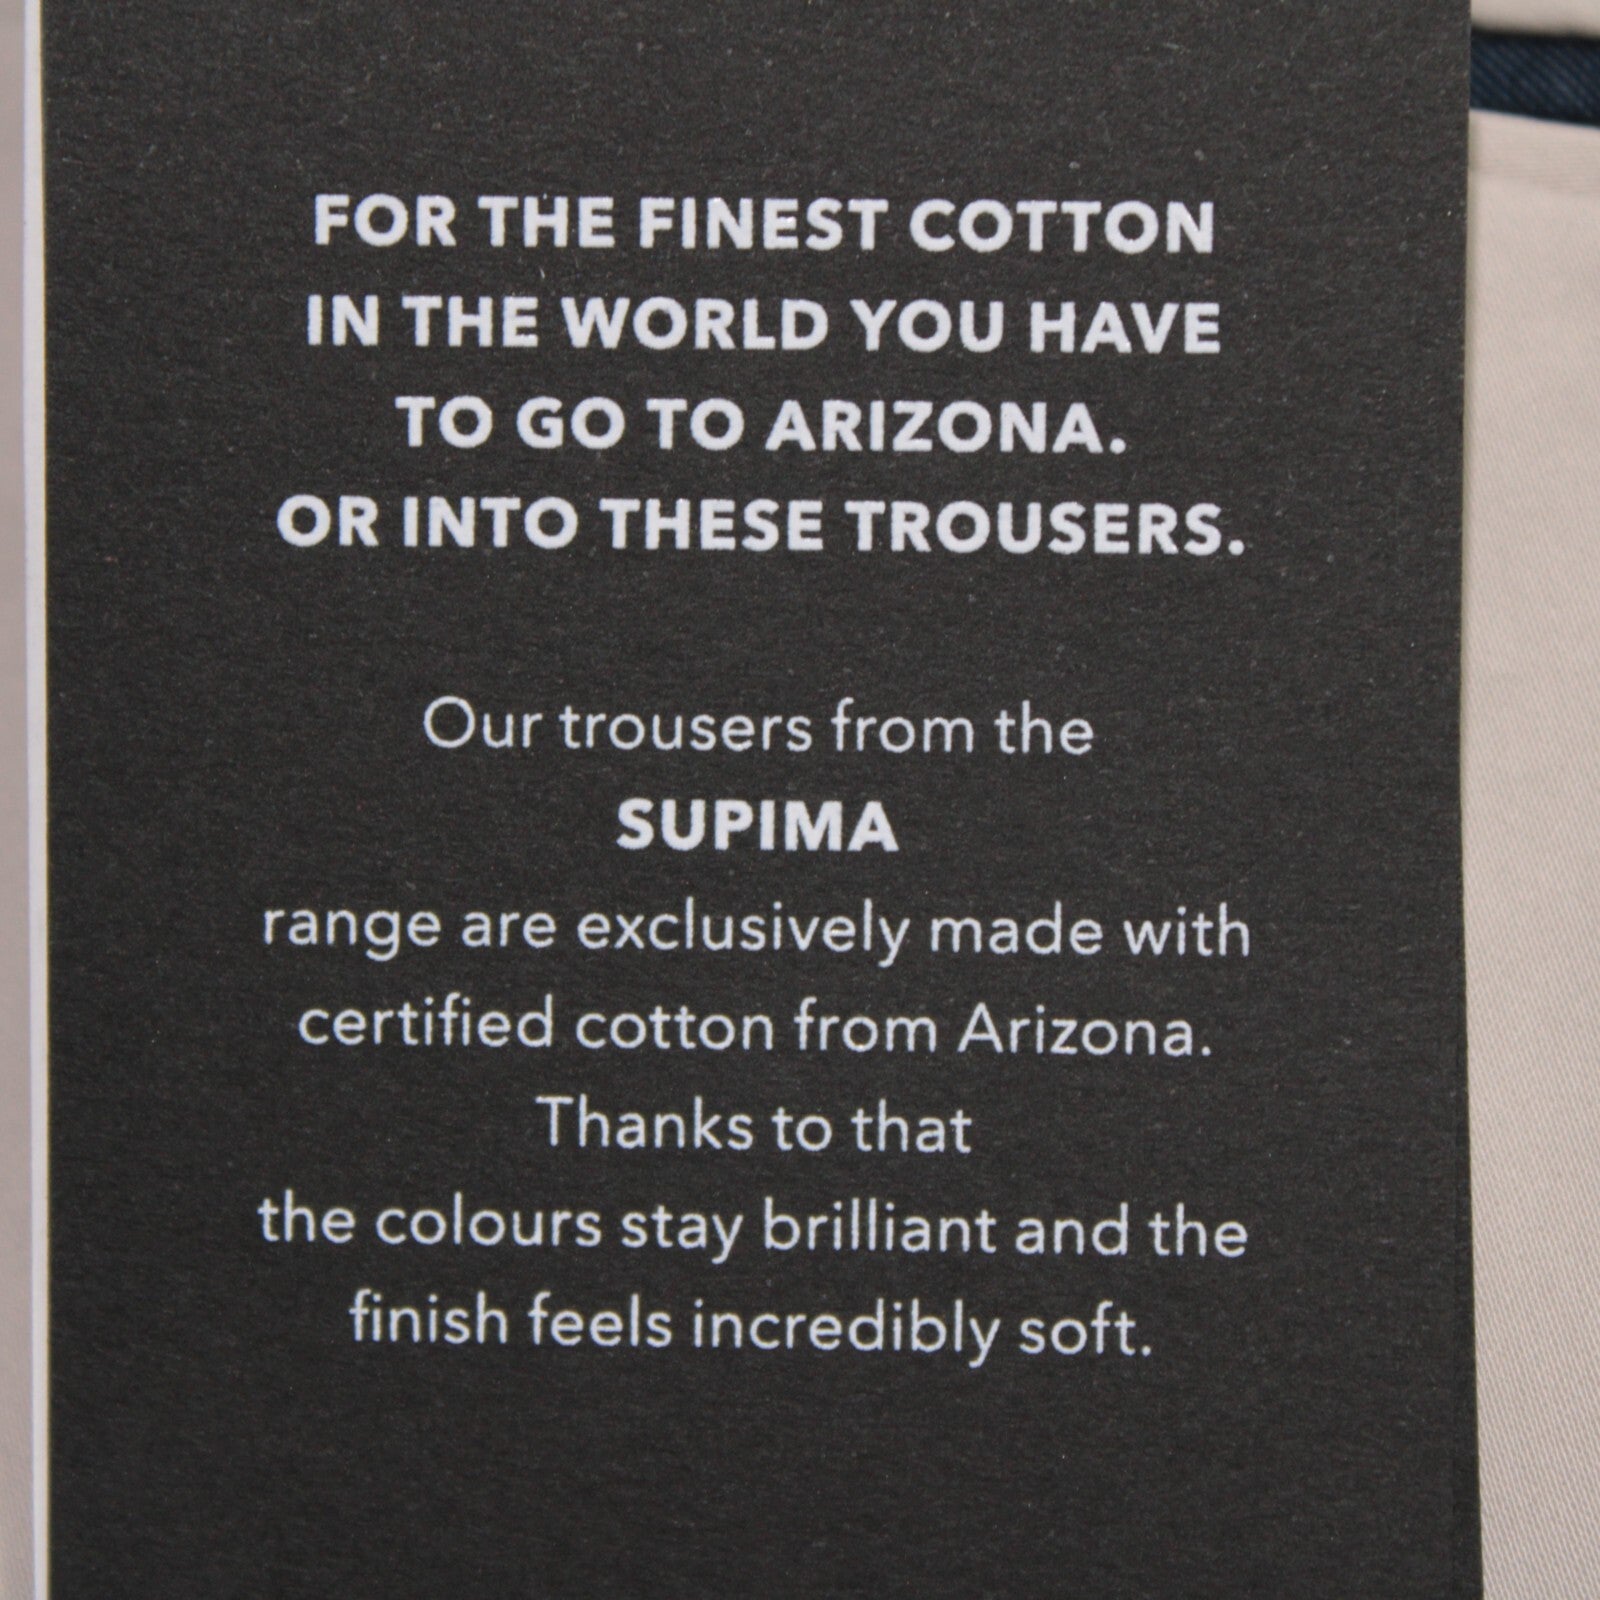 FOR THE FINEST COTTON
IN THE WORLD YOU HAVE
TO GO TO ARIZONA.
OR INTO THESE TROUSERS.
Our trousers from the
SUPIMA
range are exclusively made with
certified cotton from Arizona.
Thanks to that
the colours stay brilliant and the
finish feels incredibly soft.